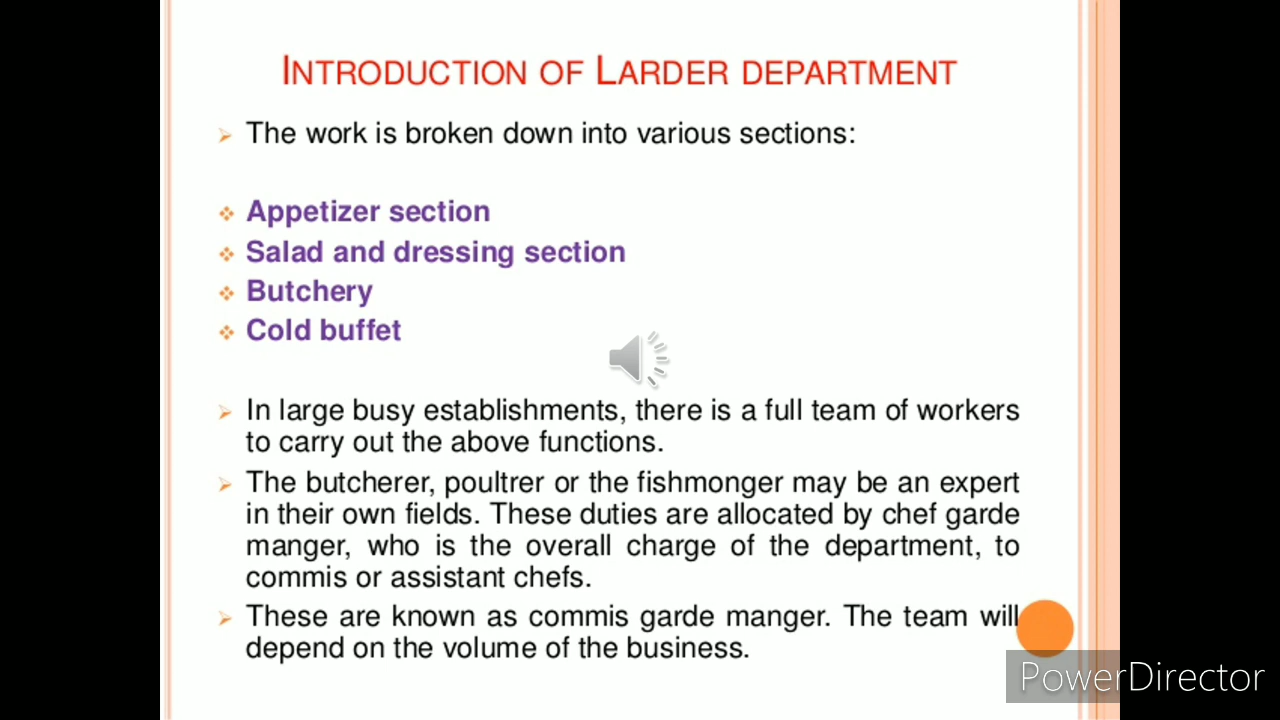 INTRODUCTION OF LARDER DEPARTMENT
The work is broken down into various sections:
Appetizer section
Salad and dressing section
Butchery
Cold buffet
In large busy establishments, there is a full team of workers
to carry out the above functions.
The butcherer, poultrer or the fishmonger may be an expert
in their own fields. These duties are allocated by chef garde
manger, who is the overall charge of the department, to
commis or assistant chefs.
These are known as commis garde manger. The team will
depend on the volume of the business.
PowerDirector